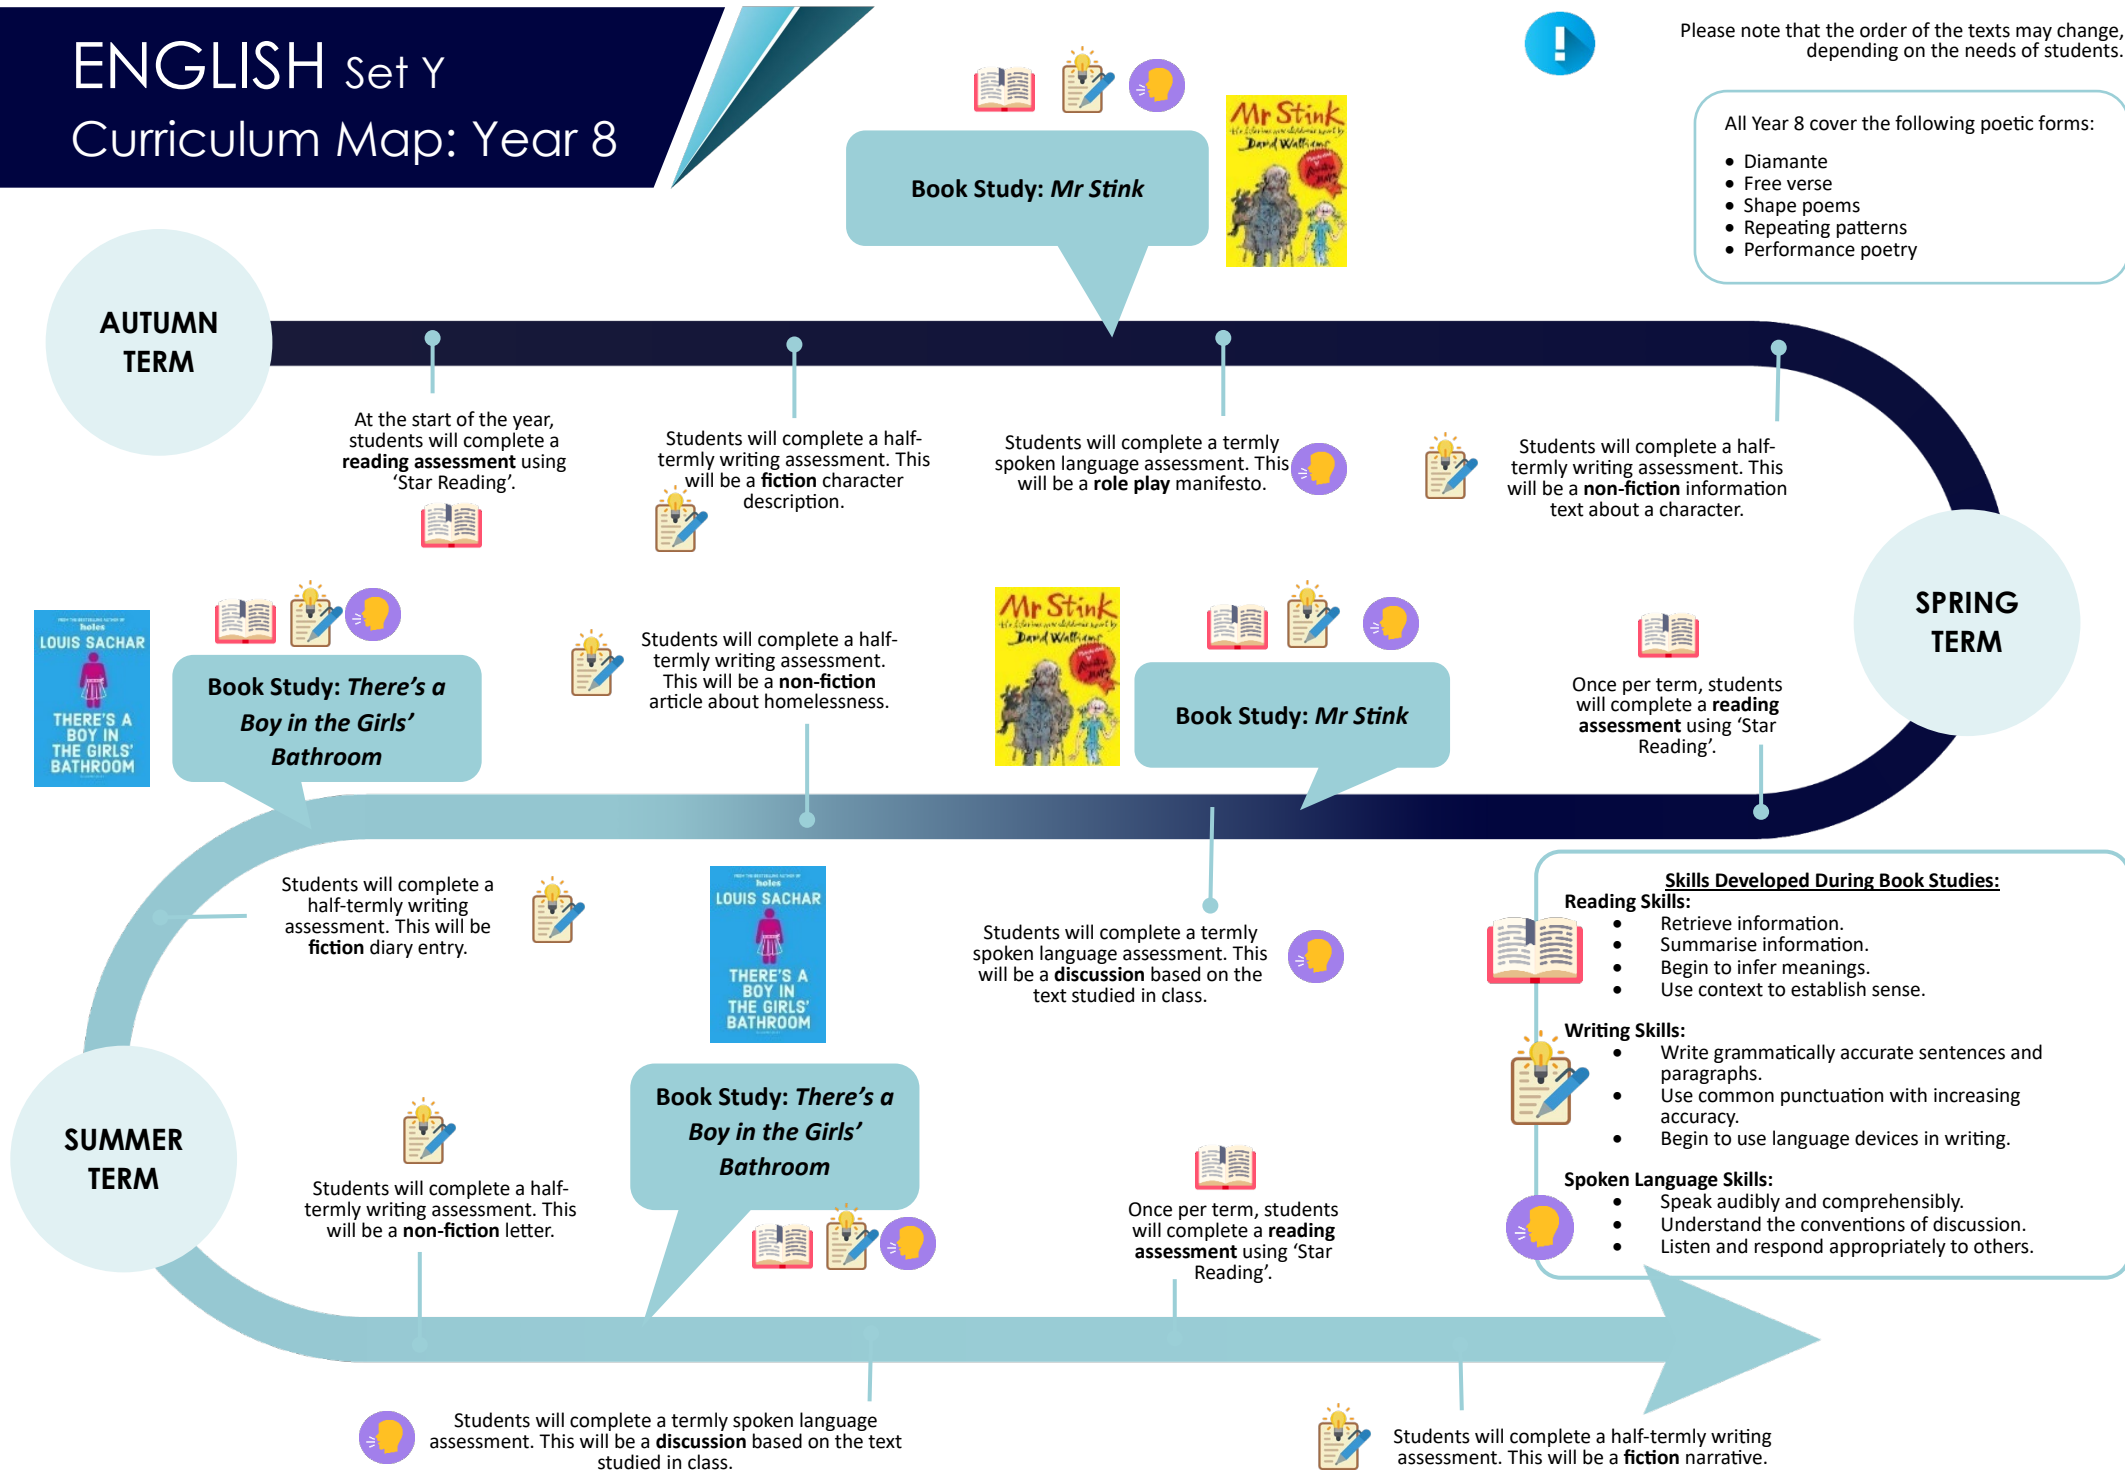 ENGLISH Set Y
Curriculum Map: Year 8
Please note that the order of the texts may change,
depending on the needs of students.
All Year 8 cover the following poetic forms:
• Diamante
• Free verse
• Shape poems
• Repeating patterns
• Performance poetry
Book Study: Mr Stink
Mr Stink
David Walliams
AUTUMN
TERM
At the start of the year,
students will complete a
reading assessment using
‘Star Reading’.
Students will complete a half-
termly writing assessment. This
will be a fiction character
description.
Students will complete a termly
spoken language assessment. This
will be a role play manifesto.
Students will complete a half-
termly writing assessment. This
will be a non-fiction information
text about a character.
SPRING
TERM
Once per term, students
will complete a reading
assessment using ‘Star
Reading’.
Book Study: Mr Stink
Mr Stink
David Walliams
Students will complete a half-
termly writing assessment.
This will be a non-fiction
article about homelessness.
Book Study: There’s a
Boy in the Girls’
Bathroom
holes
LOUIS SACHAR
THERE'S A
BOY IN
THE GIRLS'
BATHROOM
Students will complete a
half-termly writing
assessment. This will be
fiction diary entry.
holes
LOUIS SACHAR
THERE'S A
BOY IN
THE GIRLS'
BATHROOM
Students will complete a termly
spoken language assessment. This
will be a discussion based on the
text studied in class.
Skills Developed During Book Studies:
Reading Skills:
• Retrieve information.
• Summarise information.
• Begin to infer meanings.
• Use context to establish sense.
Writing Skills:
• Write grammatically accurate sentences and
paragraphs.
• Use common punctuation with increasing
accuracy.
• Begin to use language devices in writing.
Spoken Language Skills:
• Speak audibly and comprehensibly.
• Understand the conventions of discussion.
• Listen and respond appropriately to others.
SUMMER
TERM
Students will complete a half-
termly writing assessment. This
will be a non-fiction letter.
Book Study: There’s a
Boy in the Girls’
Bathroom
Once per term, students
will complete a reading
assessment using ‘Star
Reading’.
Students will complete a termly spoken language
assessment. This will be a discussion based on the text
studied in class.
Students will complete a half-termly writing
assessment. This will be a fiction narrative.